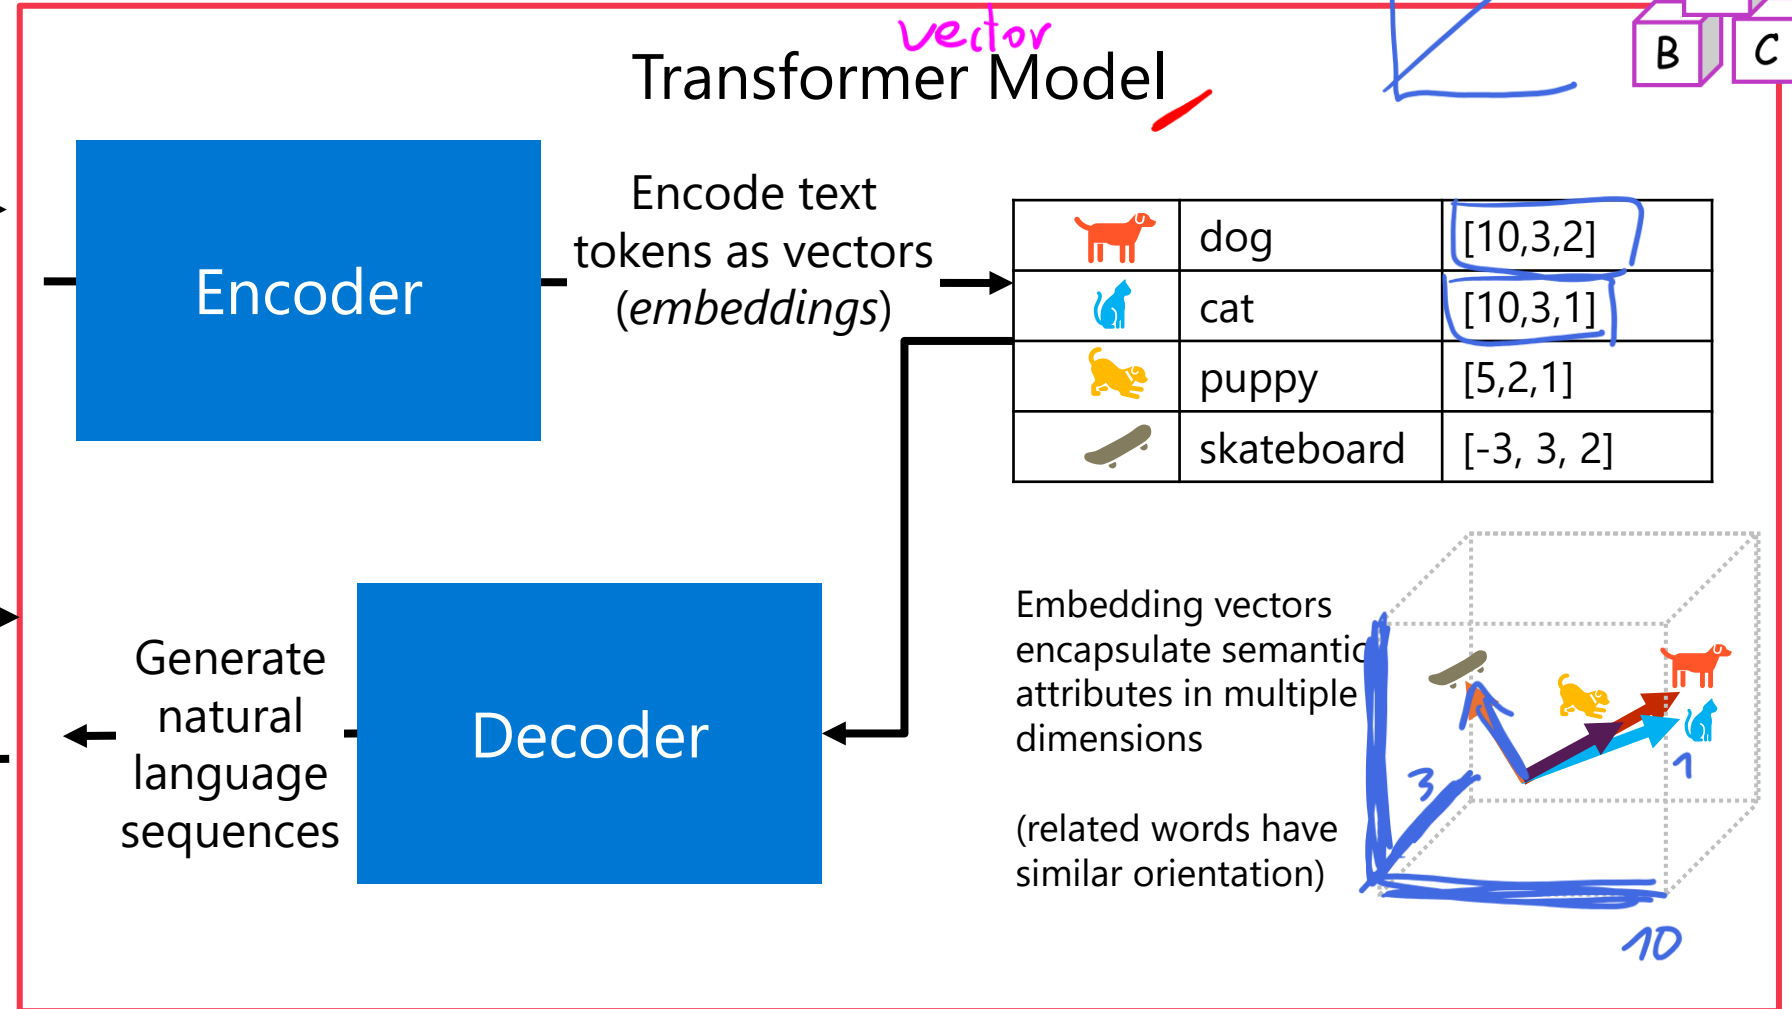 vector
Transformer Model
B
C
Encoder
Encode text
tokens as vectors
(embeddings)
dog [10,3,2]
cat [10,3,1]
puppy [5,2,1]
skateboard [-3, 3, 2]
Generate
natural
language
sequences
Decoder
Embedding vectors
encapsulate semantic
attributes in multiple
dimensions
(related words have
similar orientation)
3
1
10